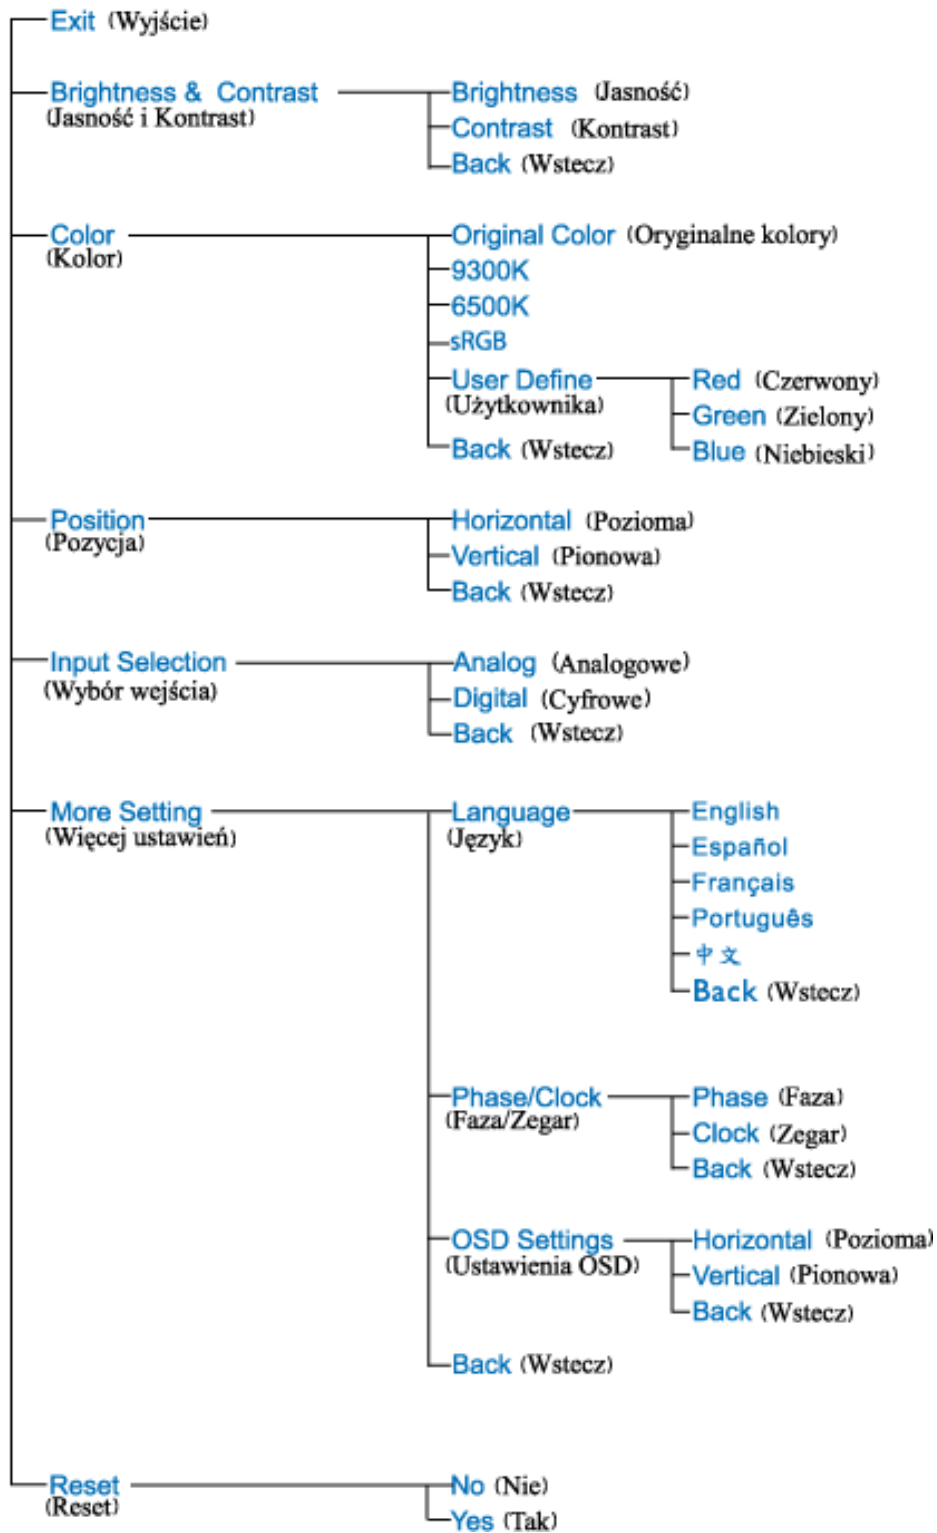 Exit (Wyjście)
Brightness & Contrast
(Jasność i Kontrast)
Brightness (Jasność)
Contrast (Kontrast)
Back (Wstecz)
Color
(Kolor)
Original Color (Oryginalne kolory)
9300K
6500K
sRGB
User Define
(Użytkownika)
Red (Czerwony)
Green (Zielony)
Blue (Niebieski)
Back (Wstecz)
Position
(Pozycja)
Horizontal (Pozioma)
Vertical (Pionowa)
Back (Wstecz)
Input Selection
(Wybór wejścia)
Analog (Analogowe)
Digital (Cyfrowe)
Back (Wstecz)
More Setting
(Więcej ustawień)
Language
(Język)
English
Español
Français
Português
中文
Back (Wstecz)
Phase/Clock
(Faza/Zegar)
Phase (Faza)
Clock (Zegar)
Back (Wstecz)
OSD Settings
(Ustawienia OSD)
Horizontal (Pozioma)
Vertical (Pionowa)
Back (Wstecz)
Back (Wstecz)
Reset
(Reset)
No (Nie)
Yes (Tak)